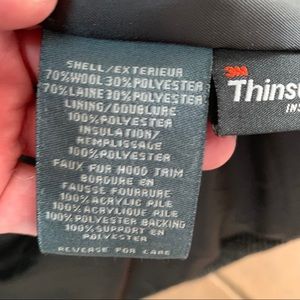 SHELL/EXTERIEUR
70%WOOL 30%POLYESTER
70%LAINE 30%POLYESTER
LINING/DOUBLURE
100%POLYESTER
INSULATION/
REMPLISSAGE
100%POLYESTER
FAUX FUR HOOD TRIM
BORDURE EN
FAUSSE FOURRURE
100% ACRYLIC PILE
100% ACRYLIQUE PILE
100%POLYESTER BACKING
100% SUPPORT EN
POLYESTER
REVERSE FOR CARE
3M
Thinsu
INS